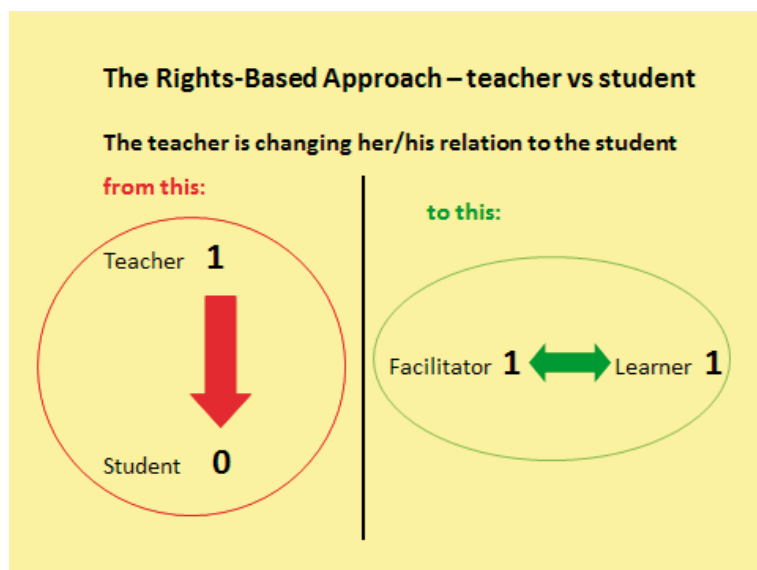 The Rights-Based Approach – teacher vs student
The teacher is changing her/his relation to the student
from this:
Teacher 1
Student 0
to this:
Facilitator 1 Learner 1